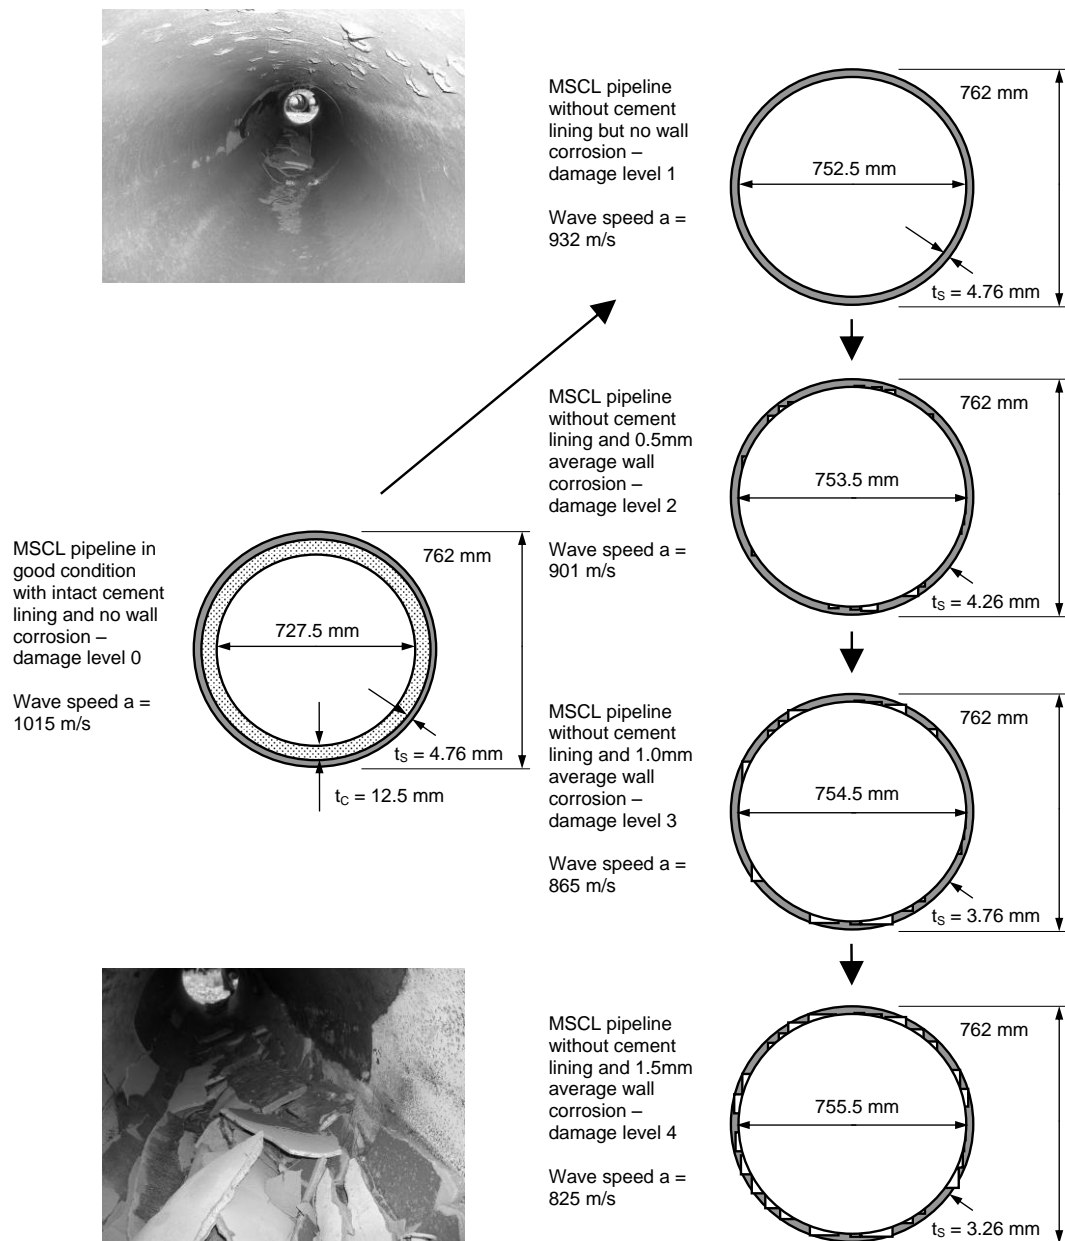 MSCL pipeline
without cement
lining but no wall
corrosion –
damage level 1
Wave speed a =
932 m/s
762 mm
752.5 mm
tS = 4.76 mm
MSCL pipeline
without cement
lining and 0.5mm
average wall
corrosion –
damage level 2
Wave speed a =
901 m/s
762 mm
753.5 mm
tS = 4.26 mm
MSCL pipeline in
good condition
with intact cement
lining and no wall
corrosion –
damage level 0
Wave speed a =
1015 m/s
762 mm
727.5 mm
tS = 4.76 mm
tC = 12.5 mm
MSCL pipeline
without cement
lining and 1.0mm
average wall
corrosion –
damage level 3
Wave speed a =
865 m/s
762 mm
754.5 mm
tS = 3.76 mm
MSCL pipeline
without cement
lining and 1.5mm
average wall
corrosion –
damage level 4
Wave speed a =
825 m/s
762 mm
755.5 mm
tS = 3.26 mm